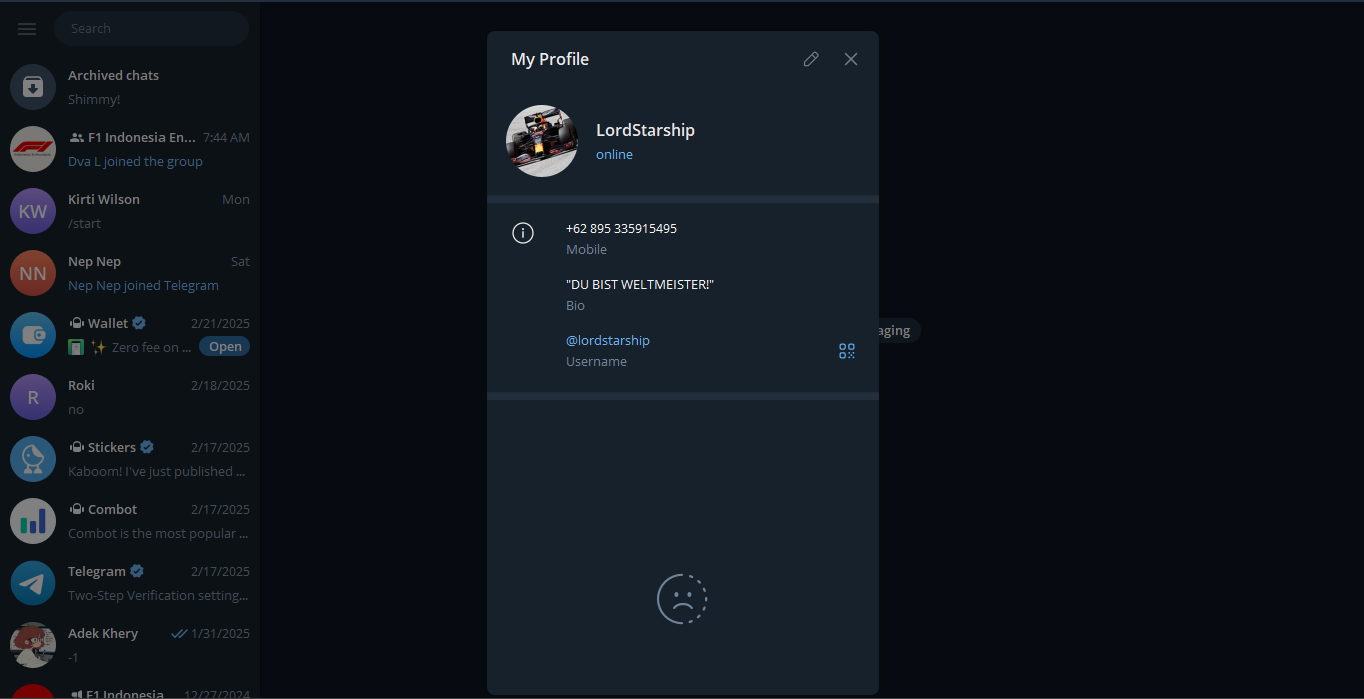 Search
Archived chats
Shimmy!
F1 Indonesia En... 7:44 AM
Dva L joined the group
KW
Kirti Wilson Mon
/start
NN
Nep Nep Sat
Nep Nep joined Telegram
Wallet 2/21/2025
Zero fee on ... Open
R
Roki 2/18/2025
no
Stickers 2/17/2025
Kaboom! I've just published ...
Combot 2/17/2025
Combot is the most popular ...
Telegram 2/17/2025
Two-Step Verification setting...
Adek Khery 1/31/2025
-1
F1 Indonesia 12/27/2024
My Profile
LordStarship
online
+62 895 335915495
Mobile
"DU BIST WELTMEISTER!"
Bio
@lordstarship
Username
aging